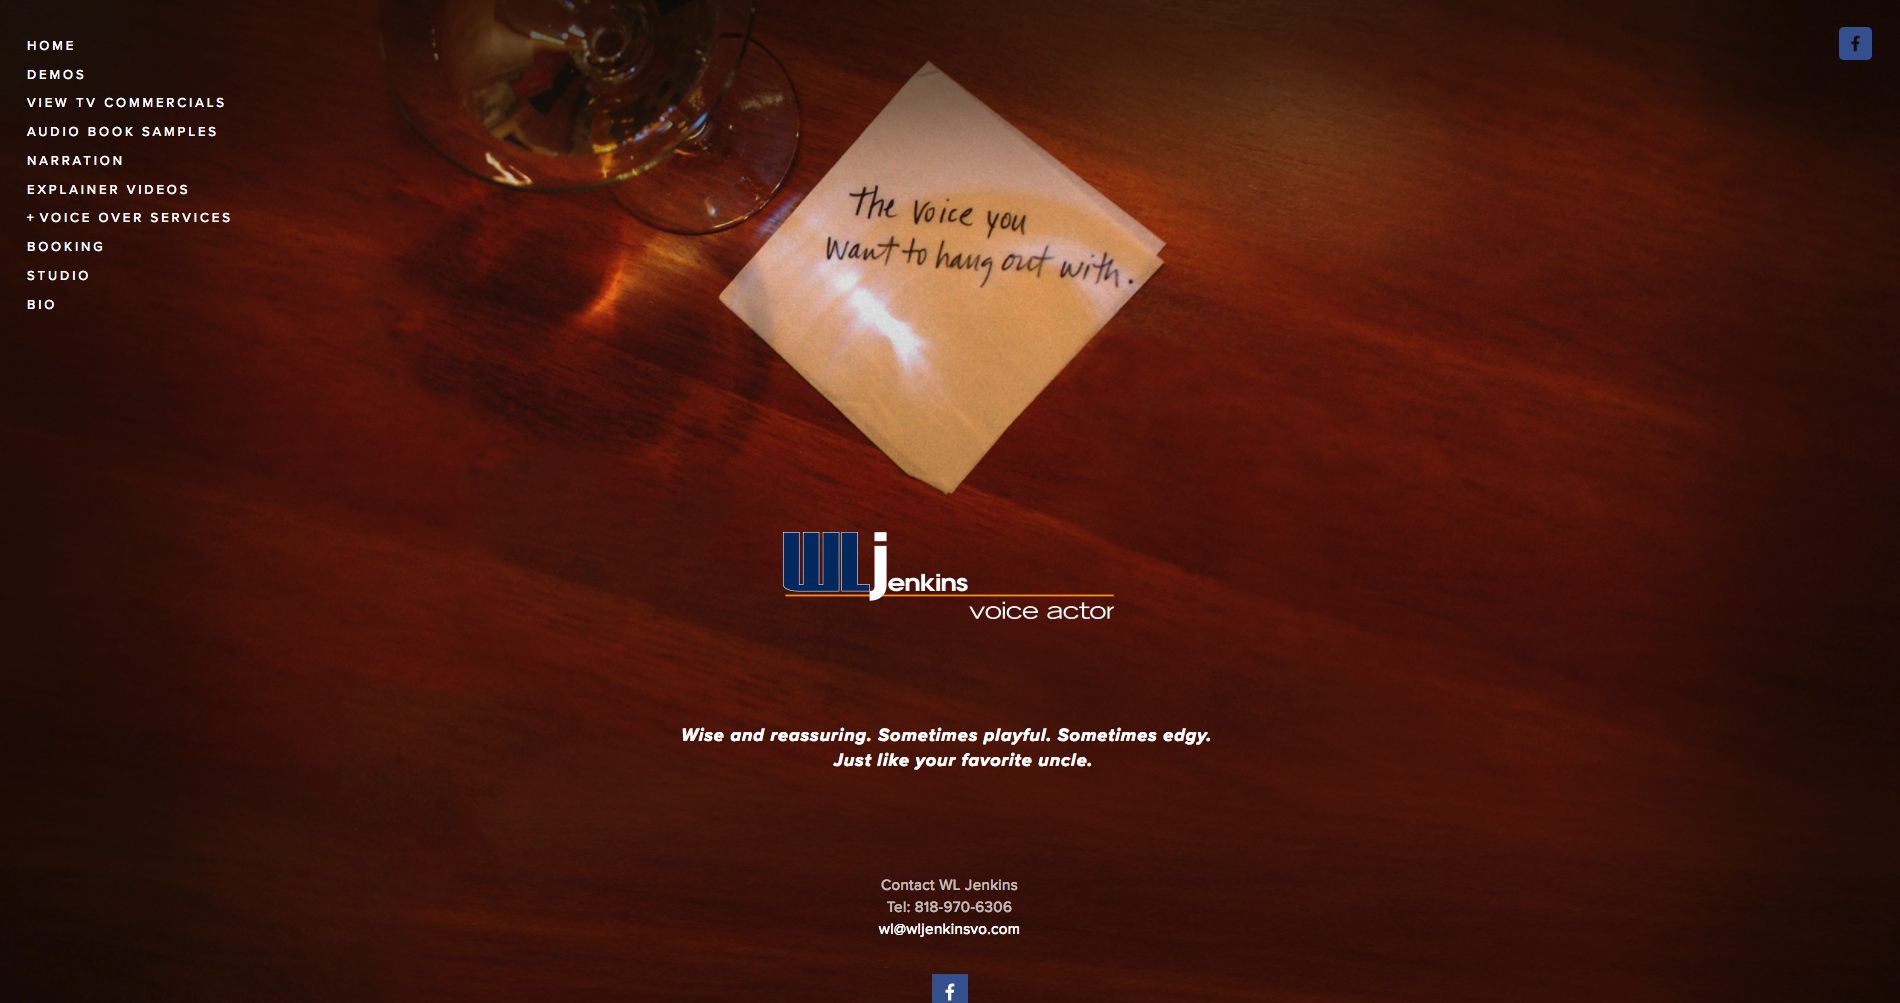 HOME
DEMOS
VIEW TV COMMERCIALS
AUDIO BOOK SAMPLES
NARRATION
EXPLAINER VIDEOS
+ VOICE OVER SERVICES
BOOKING
STUDIO
BIO
The voice you
want to hang out with.
WLjenkins
voice actor
Wise and reassuring. Sometimes playful. Sometimes edgy.
Just like your favorite uncle.
Contact WL Jenkins
Tel: 818-970-6306
wl@wljenkinsvo.com